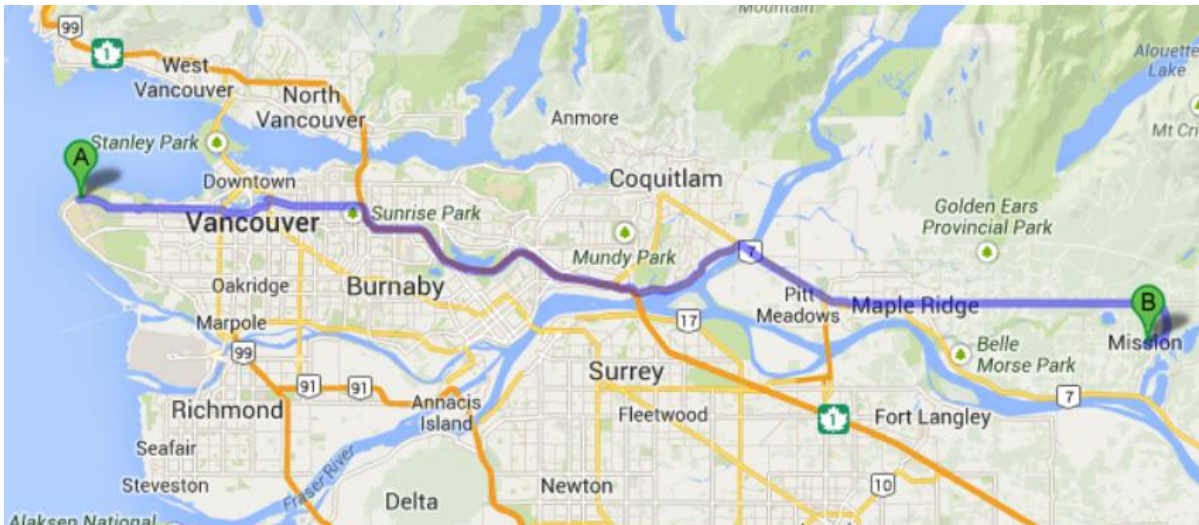 Mountain
99
1
West
Vancouver
North
Vancouver
Alouette
Lake
Anmore
Mt Cri
Stanley Park
A
Downtown
Coquitlam
Vancouver
Sunrise Park
Golden Ears
Provincial Park
Mundy Park
7
Oakridge
Burnaby
Pitt
Meadows
Maple Ridge
B
Marpole
17
Mission
99
Belle
Morse Park
91
91
Surrey
7
Richmond
Annacis
Island
Fleetwood
1
Fort Langley
Seafair
Fraser River
Steveston
Delta
Newton
10
Alaksen National